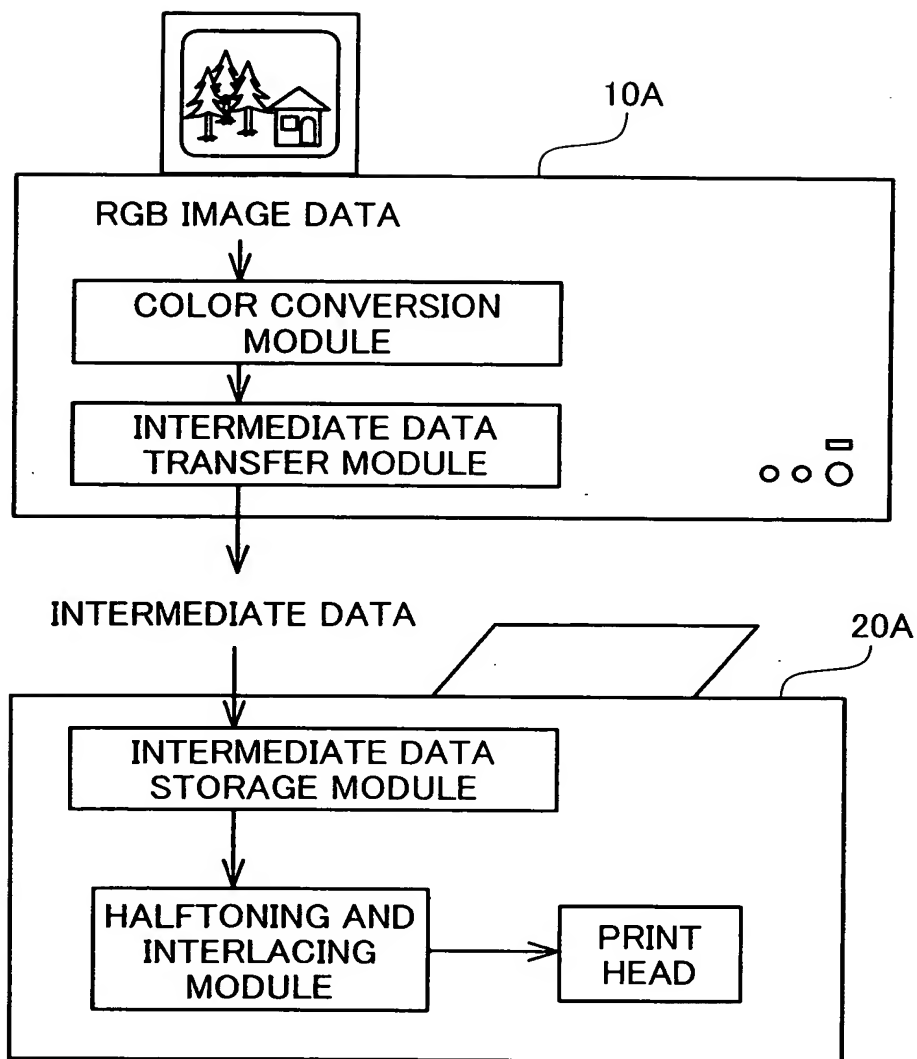 10A
RGB IMAGE DATA
COLOR CONVERSION
MODULE
INTERMEDIATE DATA
TRANSFER MODULE
INTERMEDIATE DATA
20A
INTERMEDIATE DATA
STORAGE MODULE
HALFTONING AND
INTERLACING
MODULE
PRINT
HEAD